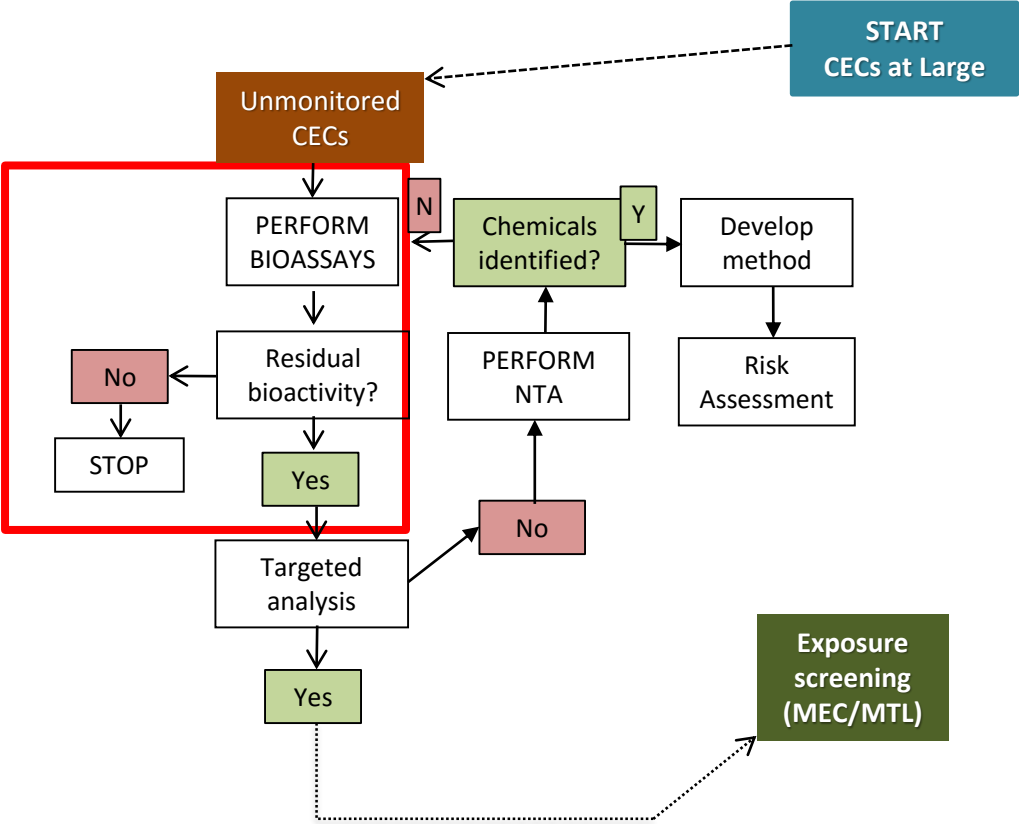 START
CECs at Large
Unmonitored
CECs
PERFORM
BIOASSAYS
N
Chemicals
identified?
Y
Develop
method
Residual
bioactivity?
No
STOP
Yes
PERFORM
NTA
Risk
Assessment
No
Targeted
analysis
Yes
Exposure
screening
(MEC/MTL)